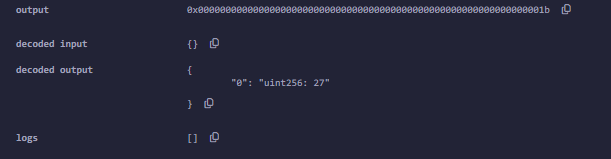 output 0x000000000000000000000000000000000000000000000000000000000000001b
decoded input {}
decoded output {
"0": "uint256: 27"
}
logs []